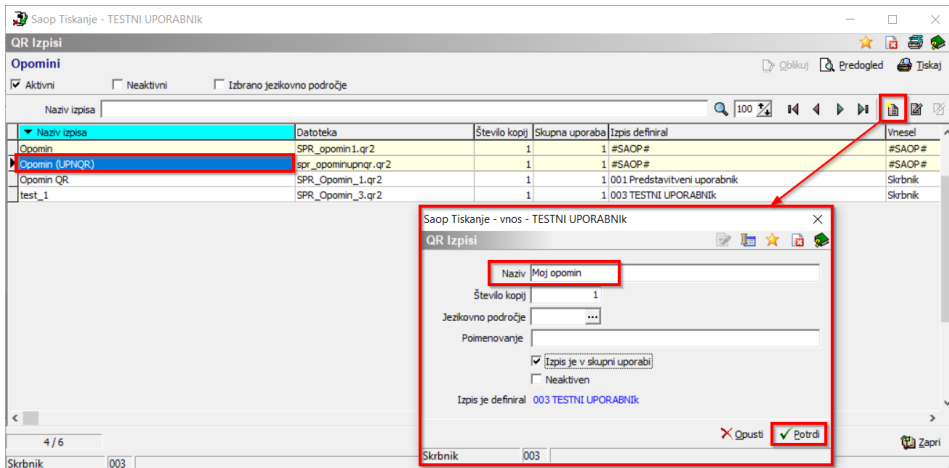 Saop Tiskanje - TESTNI UPORABNIk
QR Izpisi
Opomini
Oblikuj Predogled Tiskaj
Aktivni Neaktivni Izbrano jezikovno področje
Naziv izpisa 100
Naziv izpisa Datoteka Število kopij Skupna uporaba Izpis definiral Vnesel
Opomin SPR_opomin1.qr2 1 1 #SAOP# #SAOP#
Opomin (UPNQR) spr_opominupnqr.qr2 1 1 #SAOP# #SAOP#
Opomin QR SPR_Opomin_1.qr2 1 1 001 Predstavitveni uporabnik Skrbnik
test_1 SPR_Opomin_3.qr2 1 1 003 TESTNI UPORABNIk Skrbnik
Saop Tiskanje - vnos - TESTNI UPORABNIk
QR Izpisi
Naziv Moj opomin
Število kopij 1
Jezikovno področje ...
Poimenovanje
Izpis je v skupni uporabi
Neaktiven
Izpis je definiral 003 TESTNI UPORABNIk
Opusti Potrdi
Skrbnik 003
4 / 6
Zapri
Skrbnik 003